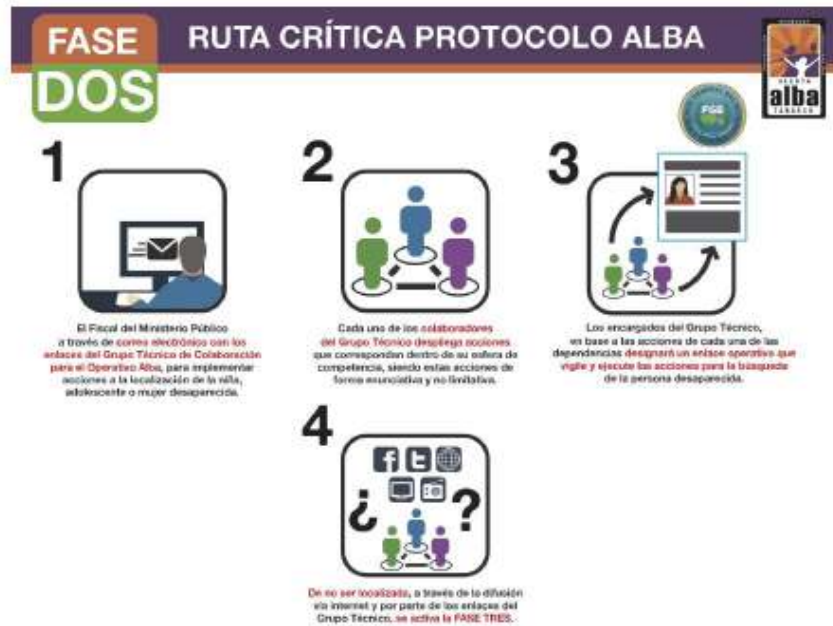 FASE
DOS
RUTA CRÍTICA PROTOCOLO ALBA
alba
FGE
1
El Fiscal del Ministerio Público
a través de correo electrónico con los
enlaces del Grupo Técnico de Colaboración
para el Operativo Alba, para implementar
acciones a la localización de la niña,
adolescente o mujer desaparecida.
2
Cada uno de los colaboradores
del Grupo Técnico despliega acciones
que correspondan dentro de su esfera de
competencia, siendo estas acciones de
forma enunciativa y no limitativa.
3
Los encargados del Grupo Técnico,
en base a las acciones de cada una de las
dependencias designará un enlace operativo que
vigile y ejecute las acciones para la búsqueda
de la persona desaparecida.
4
¿ ?
De no ser localizada, a través de la difusión
vía internet y por parte de los enlaces del
Grupo Técnico, se activa la FASE TRES.